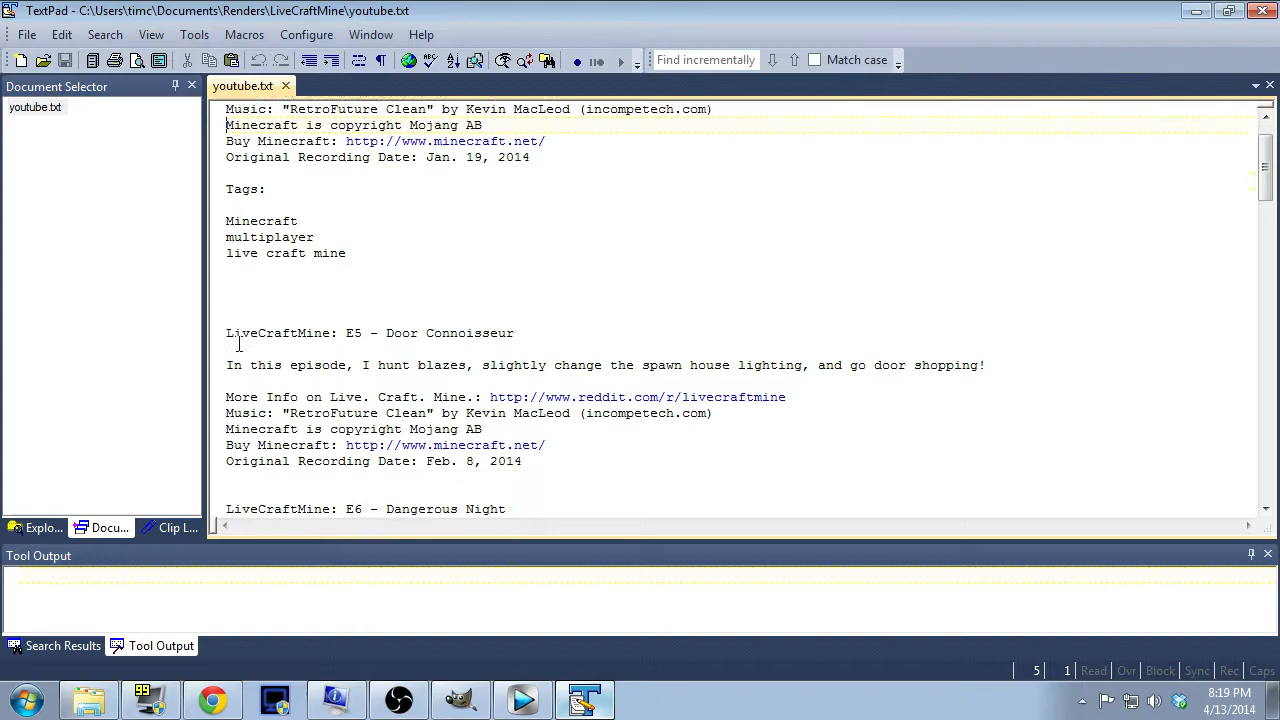 TextPad - C:\Users\timc\Documents\Renders\LiveCraftMine\youtube.txt
File Edit Search View Tools Macros Configure Window Help
Find incrementally Match case
Document Selector
youtube.txt
youtube.txt
Music: "RetroFuture Clean" by Kevin MacLeod (incompetech.com)
Minecraft is copyright Mojang AB
Buy Minecraft: http://www.minecraft.net/
Original Recording Date: Jan. 19, 2014
Tags:
Minecraft
multiplayer
live craft mine
LiveCraftMine: E5 - Door Connoisseur
In this episode, I hunt blazes, slightly change the spawn house lighting, and go door shopping!
More Info on Live. Craft. Mine.: http://www.reddit.com/r/livecraftmine
Music: "RetroFuture Clean" by Kevin MacLeod (incompetech.com)
Minecraft is copyright Mojang AB
Buy Minecraft: http://www.minecraft.net/
Original Recording Date: Feb. 8, 2014
LiveCraftMine: E6 - Dangerous Night
Explo... Docu... Clip L...
Tool Output
Search Results Tool Output
5 1 Read Ovr Block Sync Rec Caps
99
8:19 PM
4/13/2014